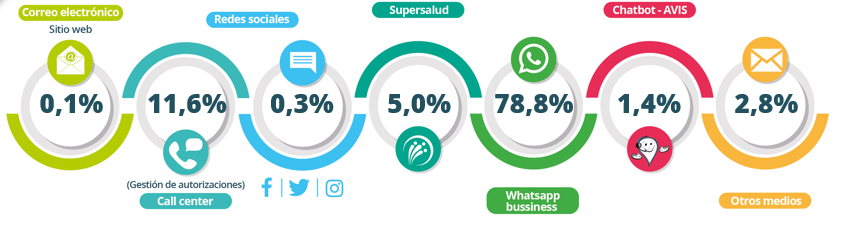 Correo electrónico
Sitio web
0,1%
11,6%
(Gestión de autorizaciones)
Call center
Redes sociales
0,3%
Supersalud
5,0%
78,8%
Whatsapp
bussiness
Chatbot - AVIS
1,4%
2,8%
Otros medios